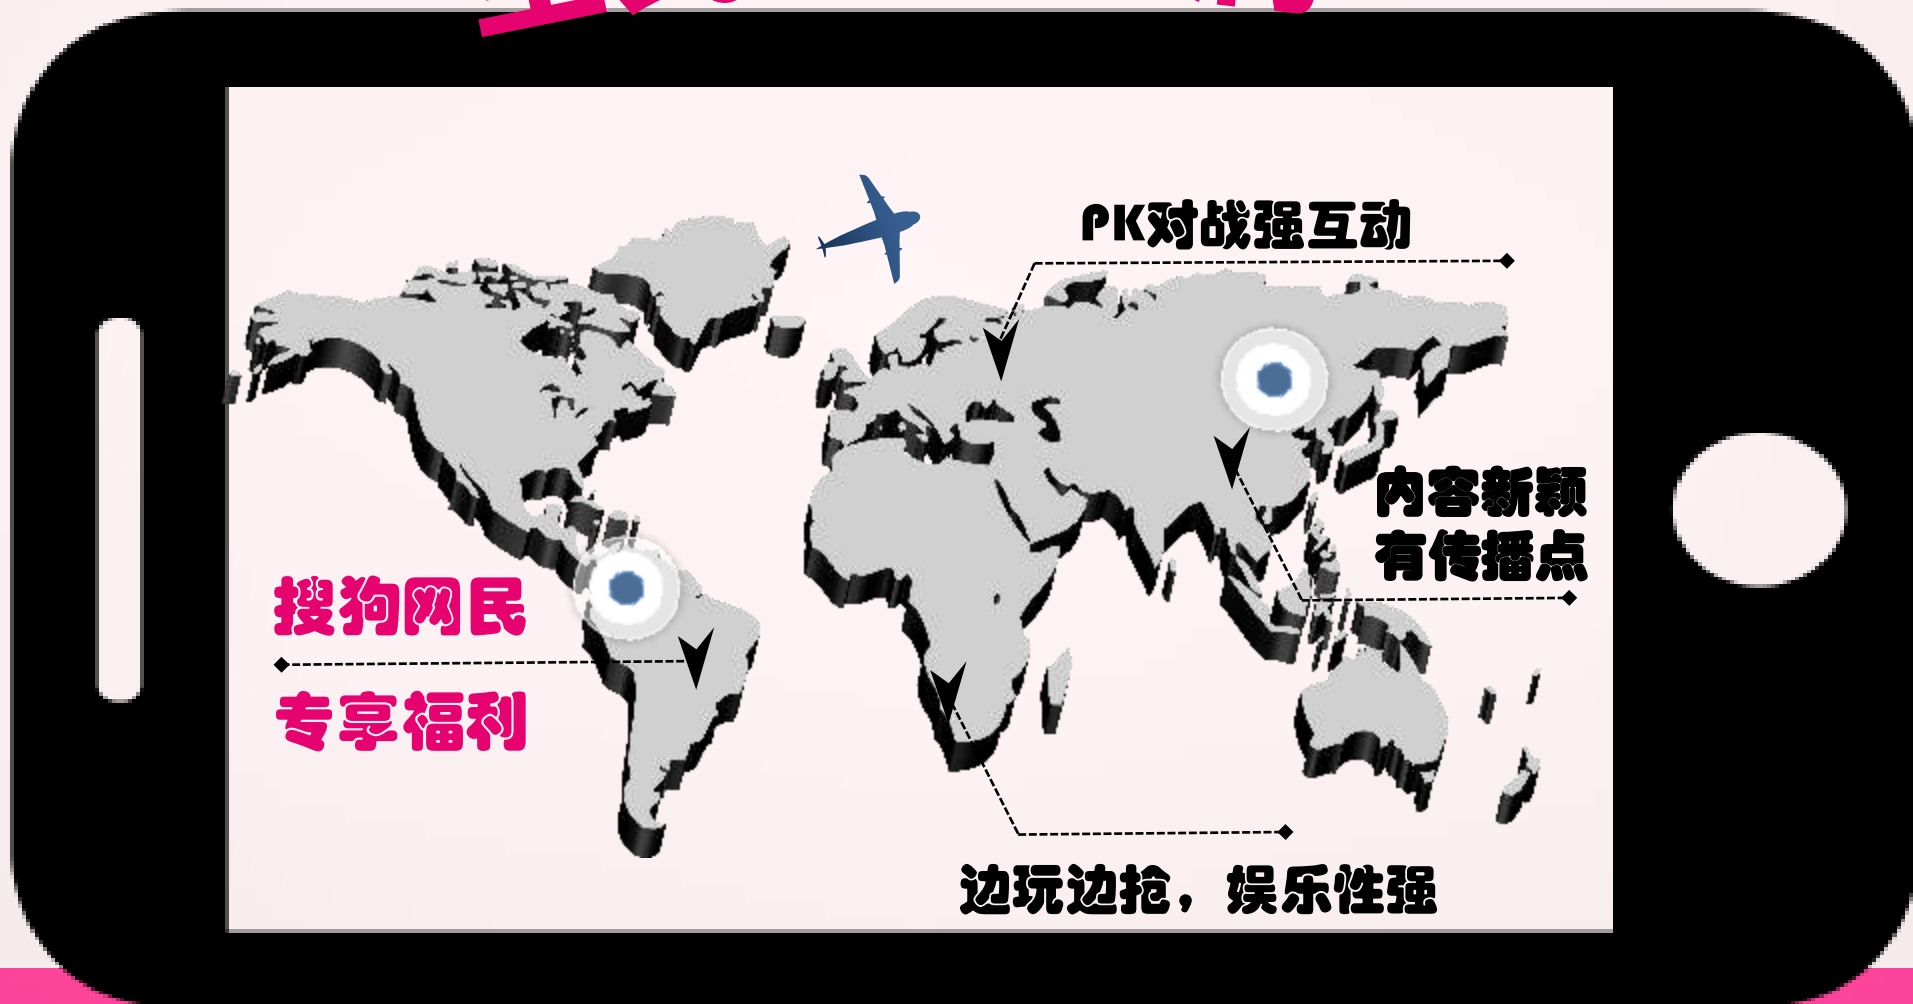 PK对战强互动
内容新颖
有传播点
搜狗网民
专享福利
边玩边抢，娱乐性强